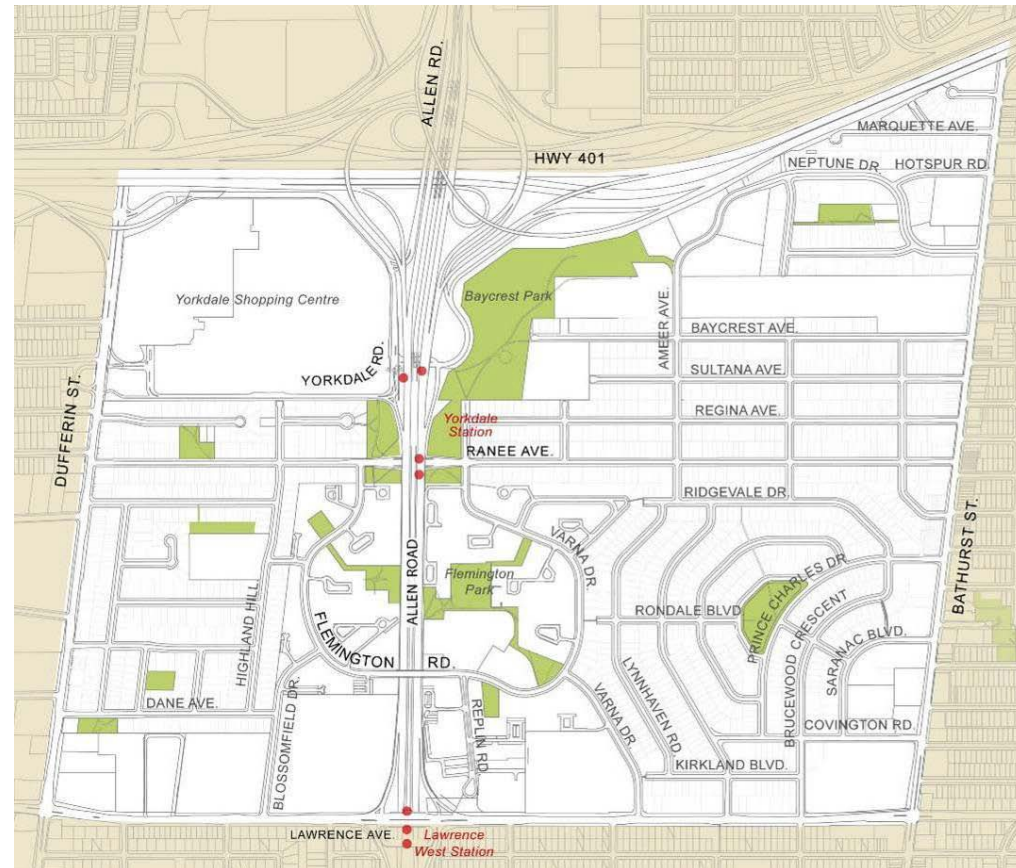 ALLEN RD.
HWY 401
MARQUETTE AVE.
NEPTUNE DR.
HOTSPUR RD.
Yorkdale Shopping Centre
Baycrest Park
AMEER AVE.
BAYCREST AVE.
YORKDALE RD.
SULTANA AVE.
REGINA AVE.
Yorkdale
Station
RANEE AVE.
DUFFERIN ST.
RIDGEVALE DR.
BATHURST ST.
VARNA DR.
ALLEN ROAD
Flemington
Park
HIGHLAND HILL
FLEMINGTON RD.
RONDALE BLVD.
PRINCE CHARLES DR.
BRUCEWOOD CRESCENT
SARANAC BLVD.
DANE AVE.
BLOSSOMFIELD DR.
REPLIN RD.
VARNA DR.
LYNNHAVEN RD.
COVINGTON RD.
KIRKLAND BLVD.
LAWRENCE AVE.
Lawrence
West Station